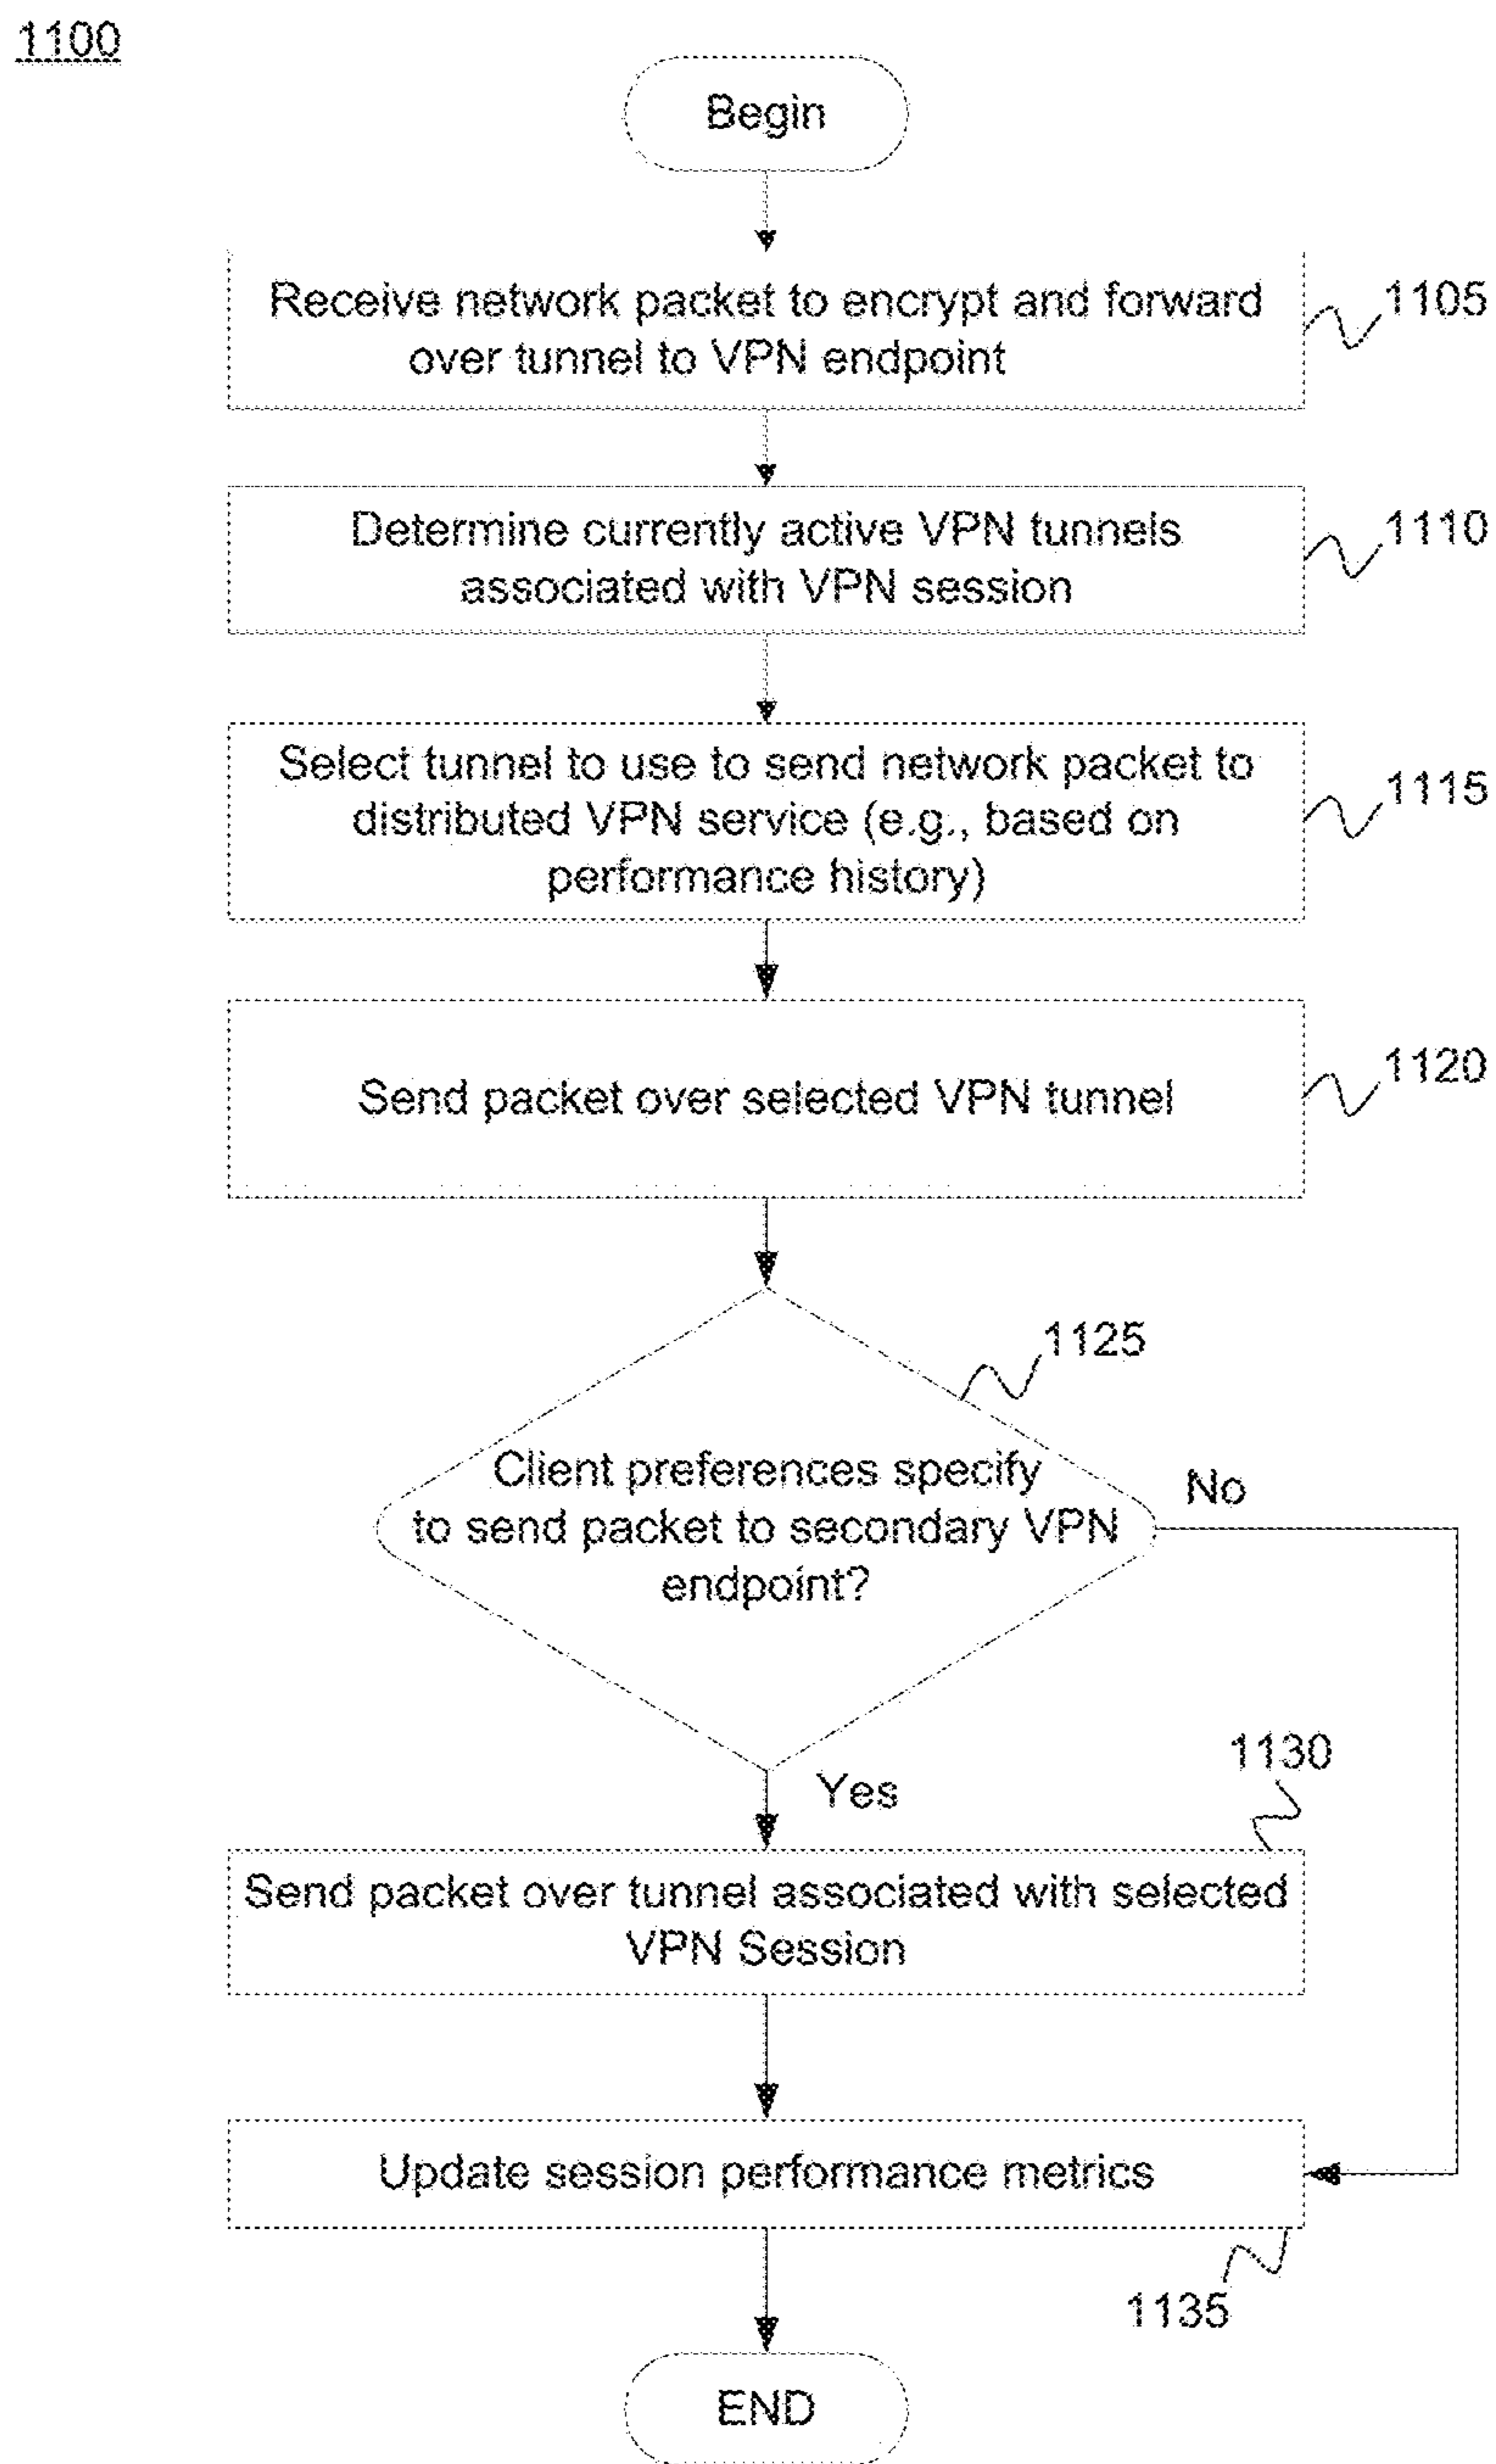 1100
Begin
Receive network packet to encrypt and forward
over tunnel to VPN endpoint
1105
Determine currently active VPN tunnels
associated with VPN session
1110
Select tunnel to use to send network packet to
distributed VPN service (e.g., based on
performance history)
1115
Send packet over selected VPN tunnel
1120
1125
Client preferences specify
to send packet to secondary VPN
endpoint?
No
Yes
1130
Send packet over tunnel associated with selected
VPN Session
Update session performance metrics
1135
END